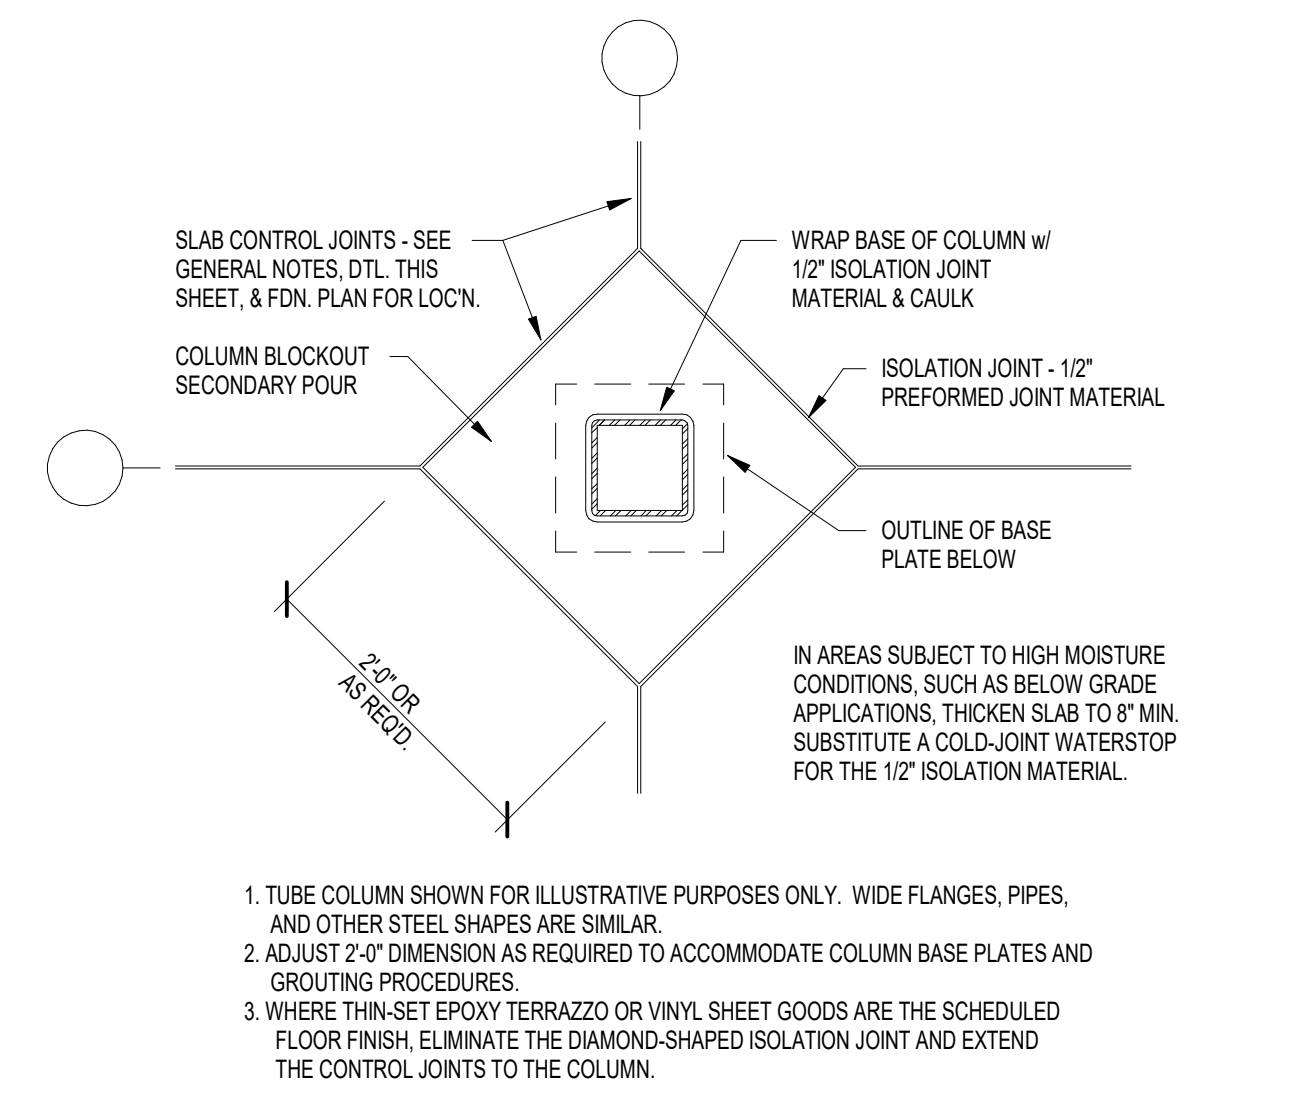 SLAB CONTROL JOINTS - SEE
GENERAL NOTES, DTL. THIS
SHEET, & FDN. PLAN FOR LOC'N.
WRAP BASE OF COLUMN w/
1/2" ISOLATION JOINT
MATERIAL & CAULK
COLUMN BLOCKOUT
SECONDARY POUR
ISOLATION JOINT - 1/2"
PREFORMED JOINT MATERIAL
OUTLINE OF BASE
PLATE BELOW
2'-0" OR
AS REQ'D.
IN AREAS SUBJECT TO HIGH MOISTURE
CONDITIONS, SUCH AS BELOW GRADE
APPLICATIONS, THICKEN SLAB TO 8" MIN.
SUBSTITUTE A COLD-JOINT WATERSTOP
FOR THE 1/2" ISOLATION MATERIAL.
1. TUBE COLUMN SHOWN FOR ILLUSTRATIVE PURPOSES ONLY.  WIDE FLANGES, PIPES,
AND OTHER STEEL SHAPES ARE SIMILAR.
2. ADJUST 2'-0" DIMENSION AS REQUIRED TO ACCOMMODATE COLUMN BASE PLATES AND
GROUTING PROCEDURES.
3. WHERE THIN-SET EPOXY TERRAZZO OR VINYL SHEET GOODS ARE THE SCHEDULED
FLOOR FINISH, ELIMINATE THE DIAMOND-SHAPED ISOLATION JOINT AND EXTEND
THE CONTROL JOINTS TO THE COLUMN.